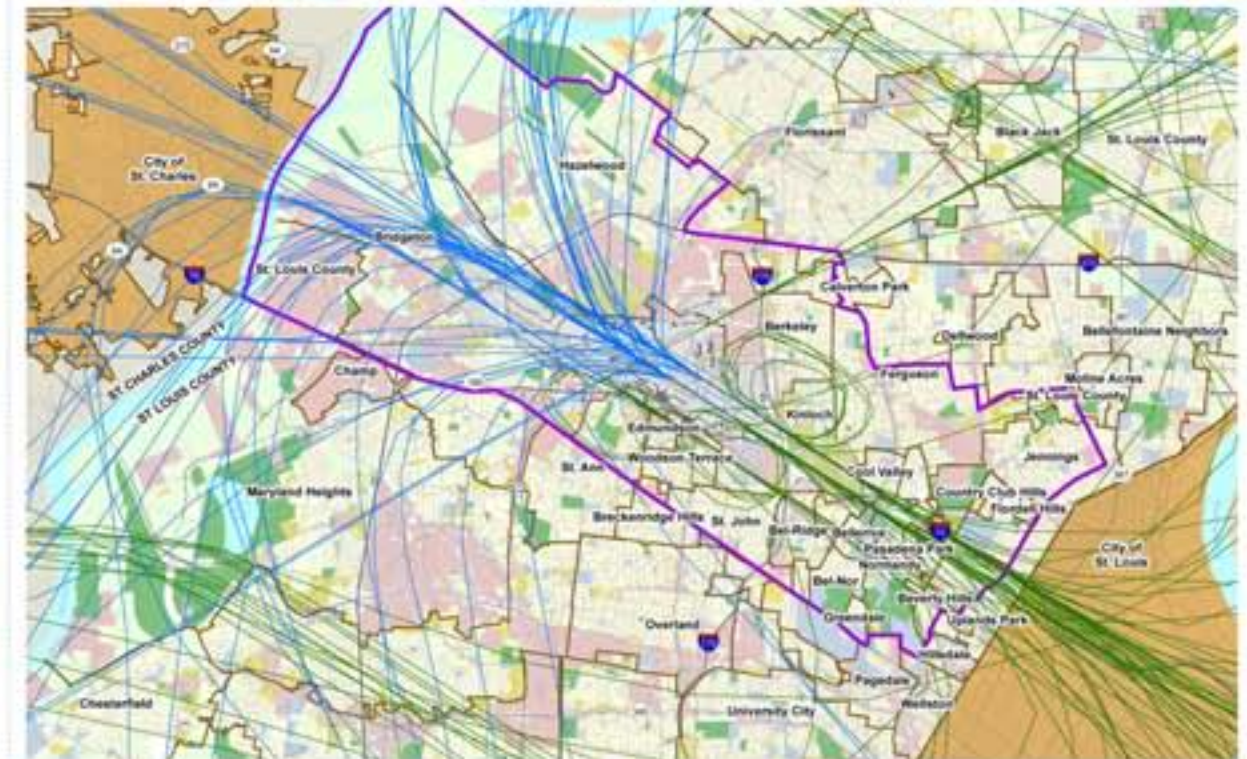 Florissant
Black Jack
St. Louis County
City of
St. Charles
Hazelwood
Bridgeton
St. Louis County
Calverton Park
Berkeley
Dellwood
Bellefontaine Neighbors
ST CHARLES COUNTY
ST LOUIS COUNTY
Champ
Ferguson
Moline Acres
St. Louis County
Kinloch
Edmundson
Woodson Terrace
St. Ann
Cool Valley
Jennings
Maryland Heights
Country Club Hills
Flordell Hills
Breckenridge Hills
St. John
Bel-Ridge
Bellerive
Pasadena Park
Normandy
City of
St. Louis
Bel-Nor
Beverly Hills
Greendale
Uplands Park
Overland
Hillsdale
Pagedale
Chesterfield
University City
Wellston